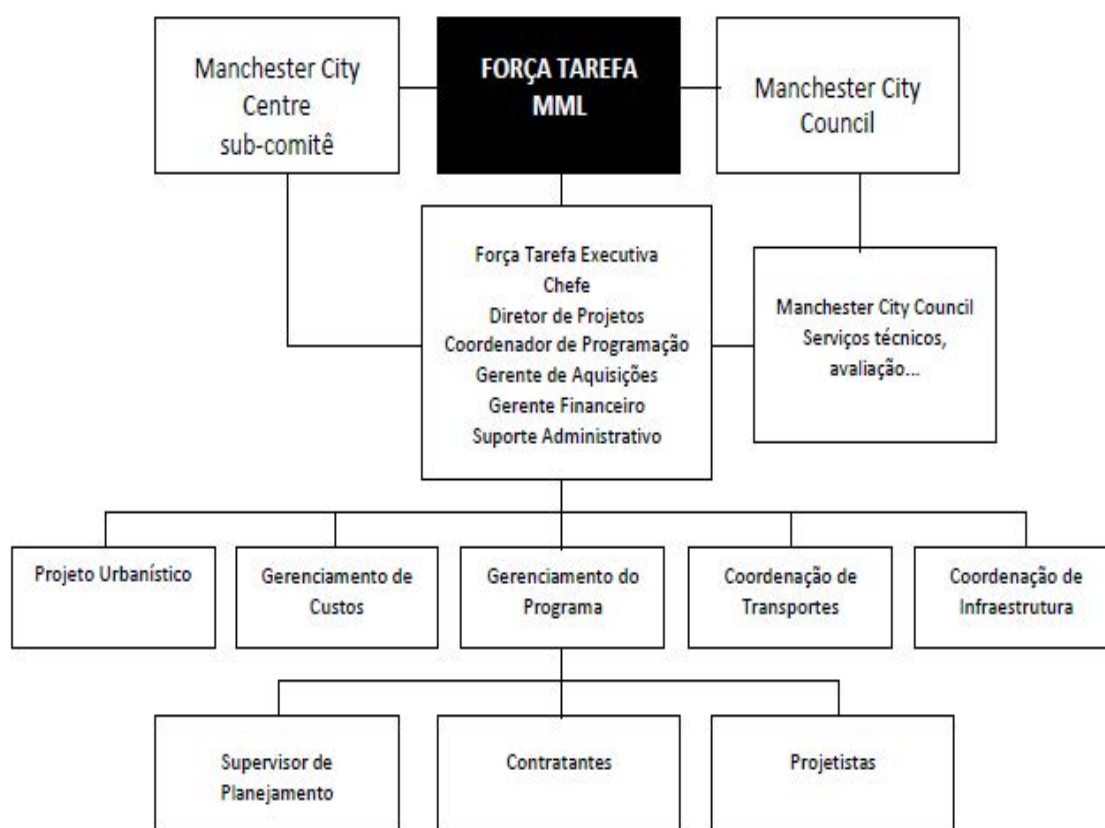 Manchester City
Centre
sub-comitê
FORÇA TAREFA
MML
Manchester City
Council
Força Tarefa Executiva
Chefe
Diretor de Projetos
Coordenador de Programação
Gerente de Aquisições
Gerente Financeiro
Suporte Administrativo
Manchester City Council
Serviços técnicos,
avaliação...
Projeto Urbanístico
Gerenciamento de
Custos
Gerenciamento do
Programa
Coordenação de
Transportes
Coordenação de
Infraestrutura
Supervisor de
Planejamento
Contratantes
Projetistas